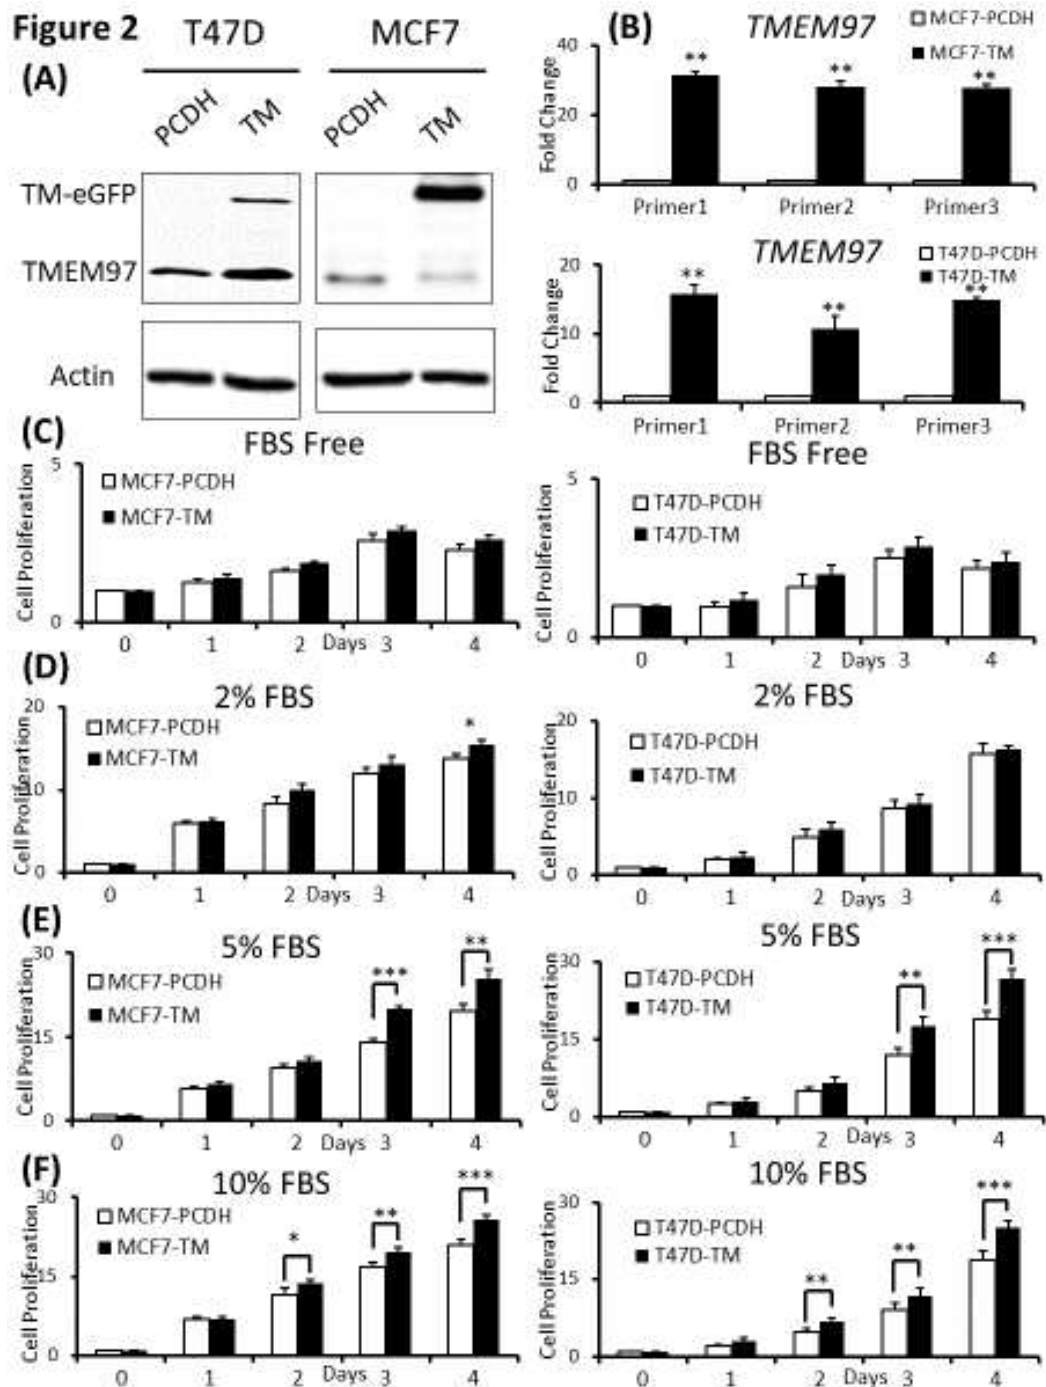 Figure 2
T47D
MCF7
(A)
PCDH
TM
PCDH
TM
TM-eGFP
TMEM97
Actin
(B)
TMEM97
MCF7-PCDH
MCF7-TM
Fold Change
40
20
0
**
**
**
Primer1
Primer2
Primer3
TMEM97
T47D-PCDH
T47D-TM
Fold Change
20
10
0
**
**
**
Primer1
Primer2
Primer3
(C)
FBS Free
MCF7-PCDH
MCF7-TM
Cell Proliferation
5
0
0 1 2 Days 3 4
FBS Free
T47D-PCDH
T47D-TM
Cell Proliferation
5
0
0 1 2 Days 3 4
(D)
2% FBS
MCF7-PCDH
MCF7-TM
Cell Proliferation
20
10
0
*
0 1 2 Days 3 4
2% FBS
T47D-PCDH
T47D-TM
Cell Proliferation
20
10
0
0 1 2 Days 3 4
(E)
5% FBS
MCF7-PCDH
MCF7-TM
Cell Proliferation
30
15
0
***
**
0 1 2 Days 3 4
5% FBS
T47D-PCDH
T47D-TM
Cell Proliferation
30
15
0
**
***
0 1 2 Days 3 4
(F)
10% FBS
MCF7-PCDH
MCF7-TM
Cell Proliferation
30
15
0
*
**
***
0 1 2 Days 3 4
10% FBS
T47D-PCDH
T47D-TM
Cell Proliferation
30
15
0
**
**
***
0 1 2 Days 3 4